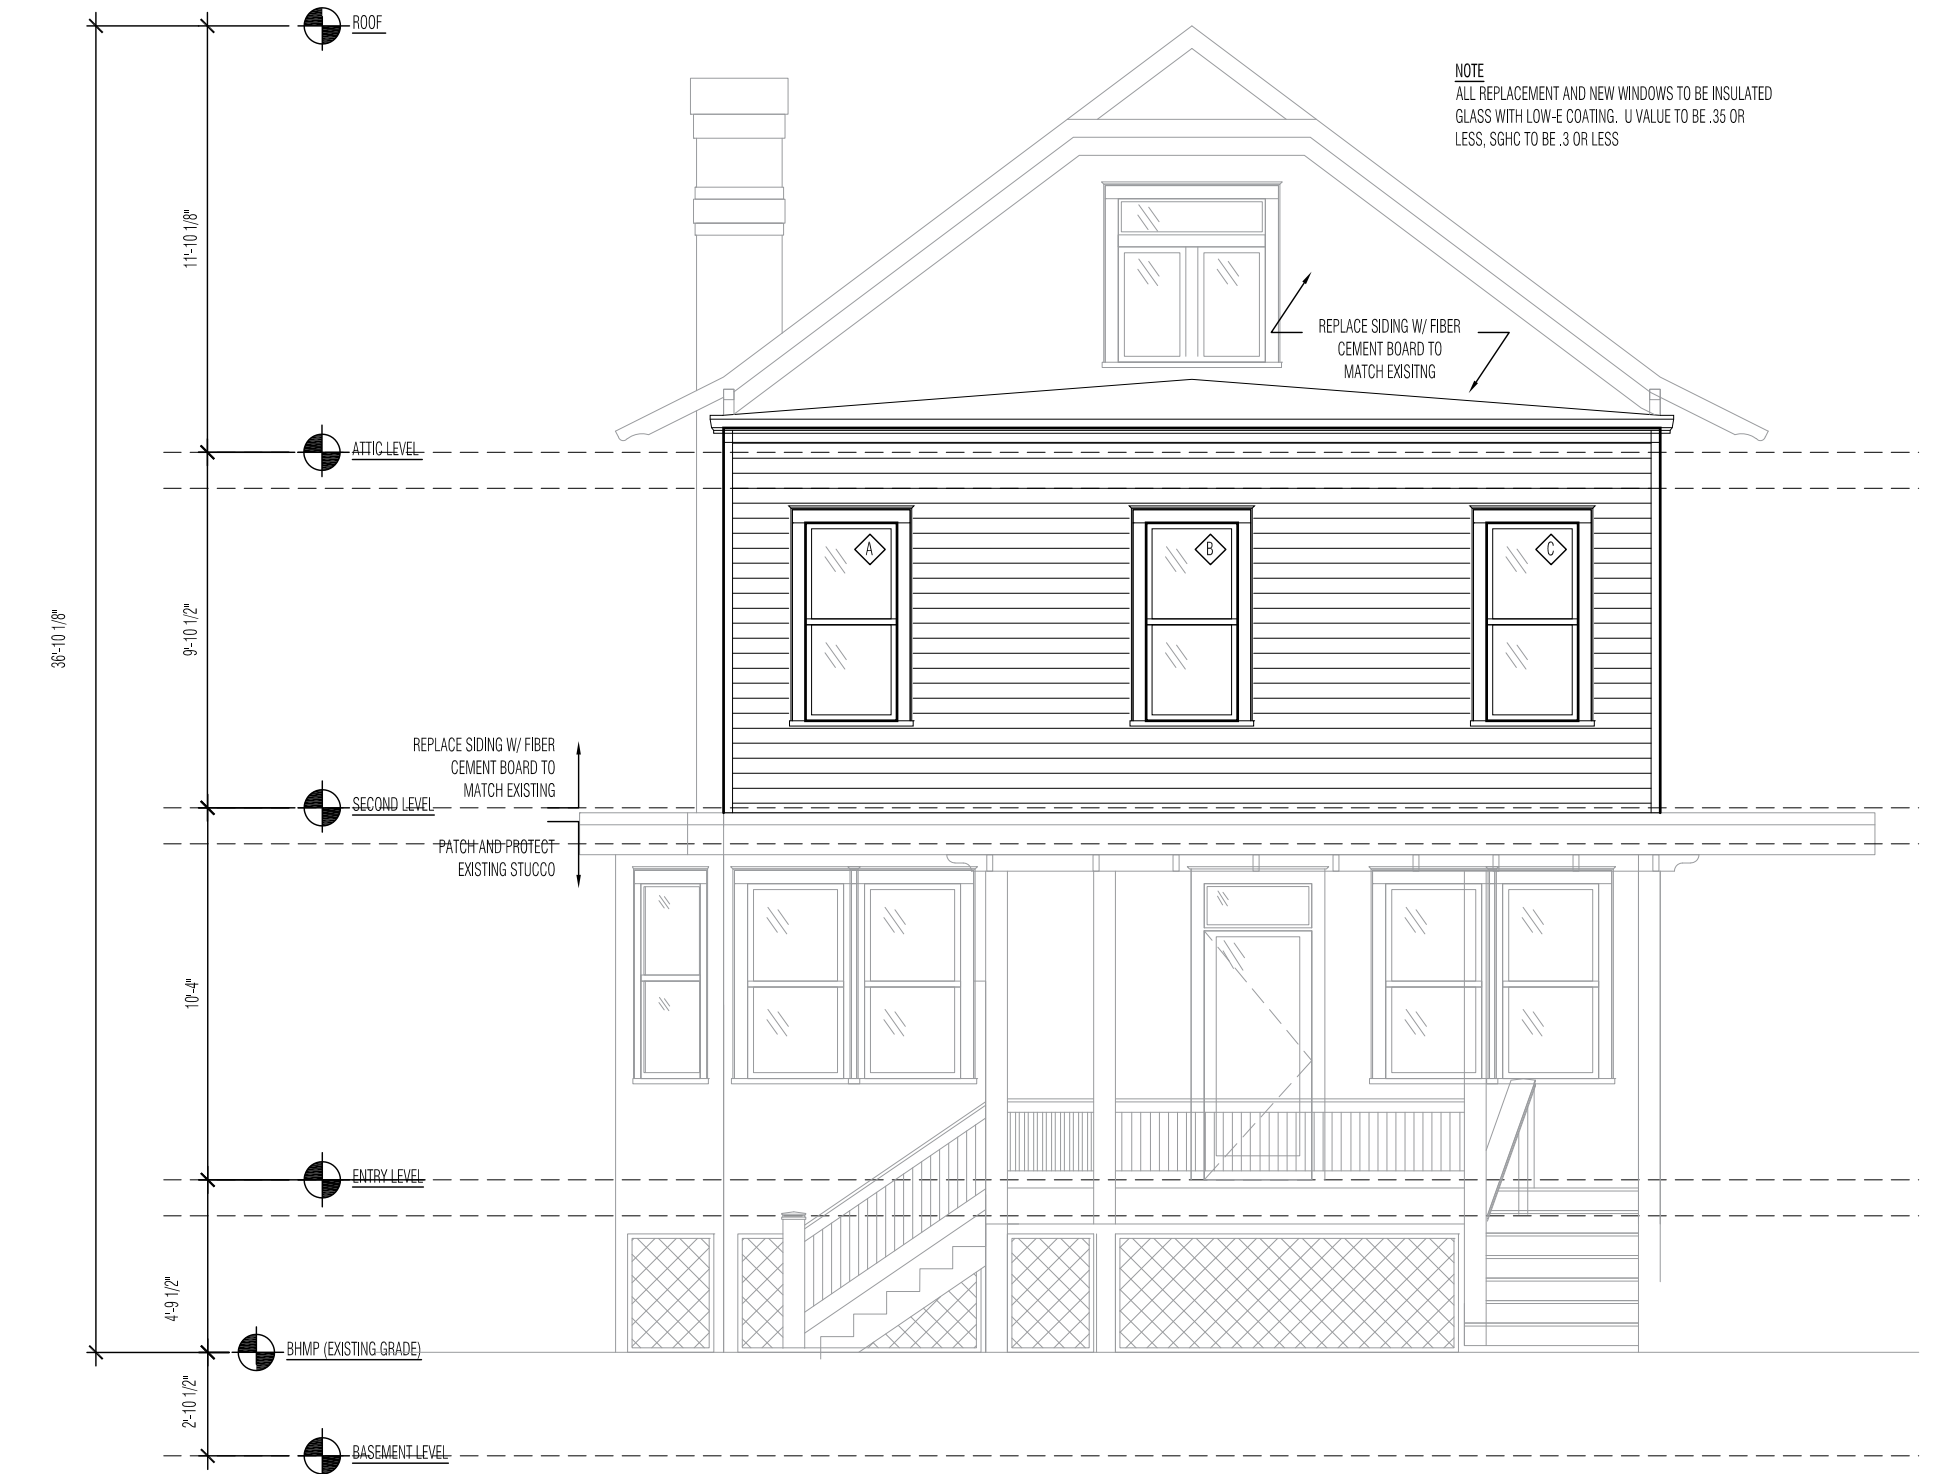 ROOF
NOTE
ALL REPLACEMENT AND NEW WINDOWS TO BE INSULATED
GLASS WITH LOW-E COATING. U VALUE TO BE .35 OR
LESS, SGHC TO BE .3 OR LESS
11'-10 1/8"
REPLACE SIDING W/ FIBER
CEMENT BOARD TO
MATCH EXISITNG
ATTIC LEVEL
A
B
C
36'-10 1/8"
9'-10 1/2"
REPLACE SIDING W/ FIBER
CEMENT BOARD TO
MATCH EXISTING
SECOND LEVEL
PATCH AND PROTECT
EXISTING STUCCO
10'-4"
ENTRY LEVEL
4'-9 1/2"
BHMP (EXISTING GRADE)
2'-10 1/2"
BASEMENT LEVEL